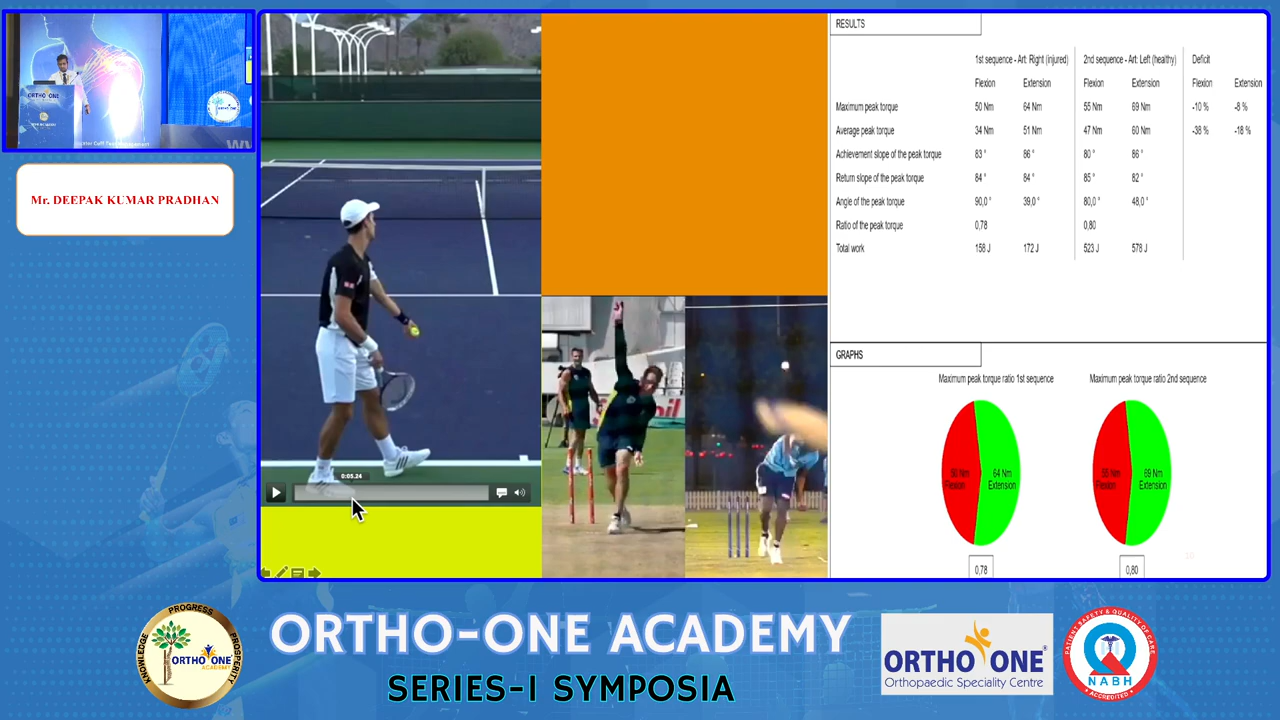 ORTHO ONE
Mr. DEEPAK KUMAR PRADHAN
0:05.24
RESULTS
1st sequence - Art: Right (injured) 2nd sequence - Art: Left (healthy) Deficit
Flexion Extension Flexion Extension Flexion Extension
Maximum peak torque 50 Nm 64 Nm 55 Nm 69 Nm -10 % -8 %
Average peak torque 34 Nm 51 Nm 47 Nm 60 Nm -38 % -18 %
Achievement slope of the peak torque 83 ° 86 ° 80 ° 86 °
Return slope of the peak torque 84 ° 84 ° 85 ° 82 °
Angle of the peak torque 90,0 ° 39,0 ° 80,0 ° 48,0 °
Ratio of the peak torque 0,78 0,80
Total work 158 J 172 J 523 J 578 J
GRAPHS
Maximum peak torque ratio 1st sequence Maximum peak torque ratio 2nd sequence
50 Nm 64 Nm 55 Nm 69 Nm
Flexion Extension Flexion Extension
0,78 0,80
KNOWLEDGE PROGRESS PROSPERITY
ORTHO ONE
ACADEMY
ORTHO-ONE ACADEMY
SERIES-I SYMPOSIA
ORTHO ONE®
Orthopaedic Speciality Centre
PATIENT SAFETY & QUALITY OF CARE
NABH
ACCREDITED